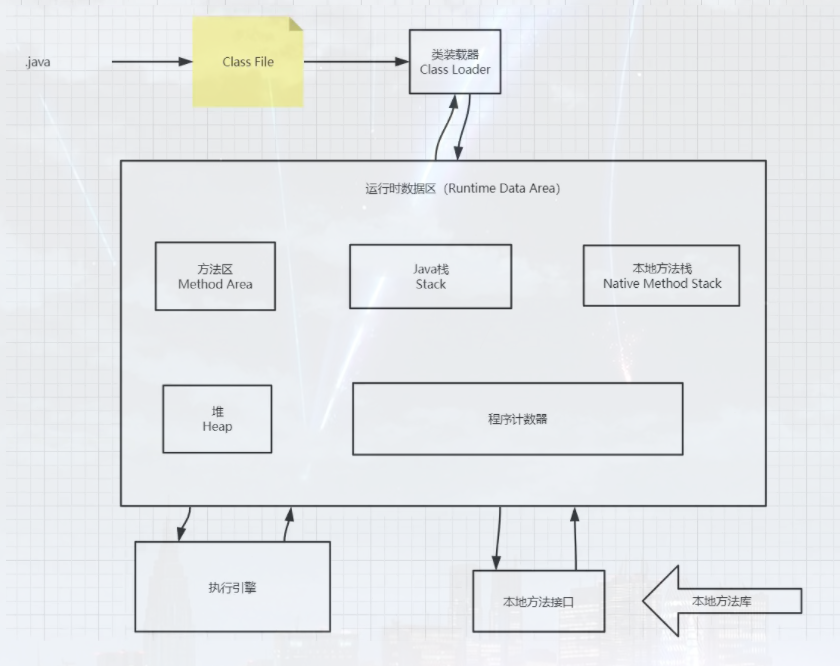 .java
Class File
类装载器
Class Loader
运行时数据区（Runtime Data Area）
方法区
Method Area
Java栈
Stack
本地方法栈
Native Method Stack
堆
Heap
程序计数器
执行引擎
本地方法接口
本地方法库